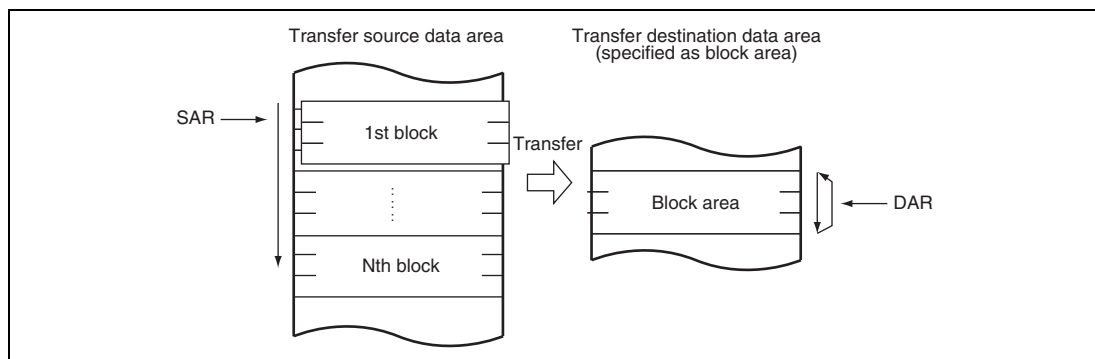 Transfer source data area
Transfer destination data area
(specified as block area)
SAR
1st block
Transfer
Block area
DAR
Nth block